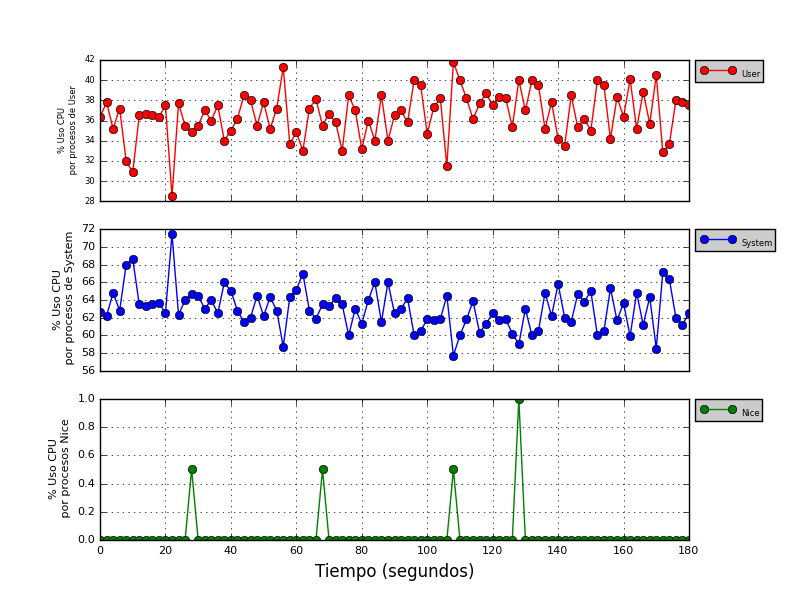 42
40
38
36
34
32
30
28
% Uso CPU
por procesos de User
User
72
70
68
66
64
62
60
58
56
% Uso CPU
por procesos de System
System
1.0
0.8
0.6
0.4
0.2
0.0
% Uso CPU
por procesos Nice
Nice
0 20 40 60 80 100 120 140 160 180
Tiempo (segundos)